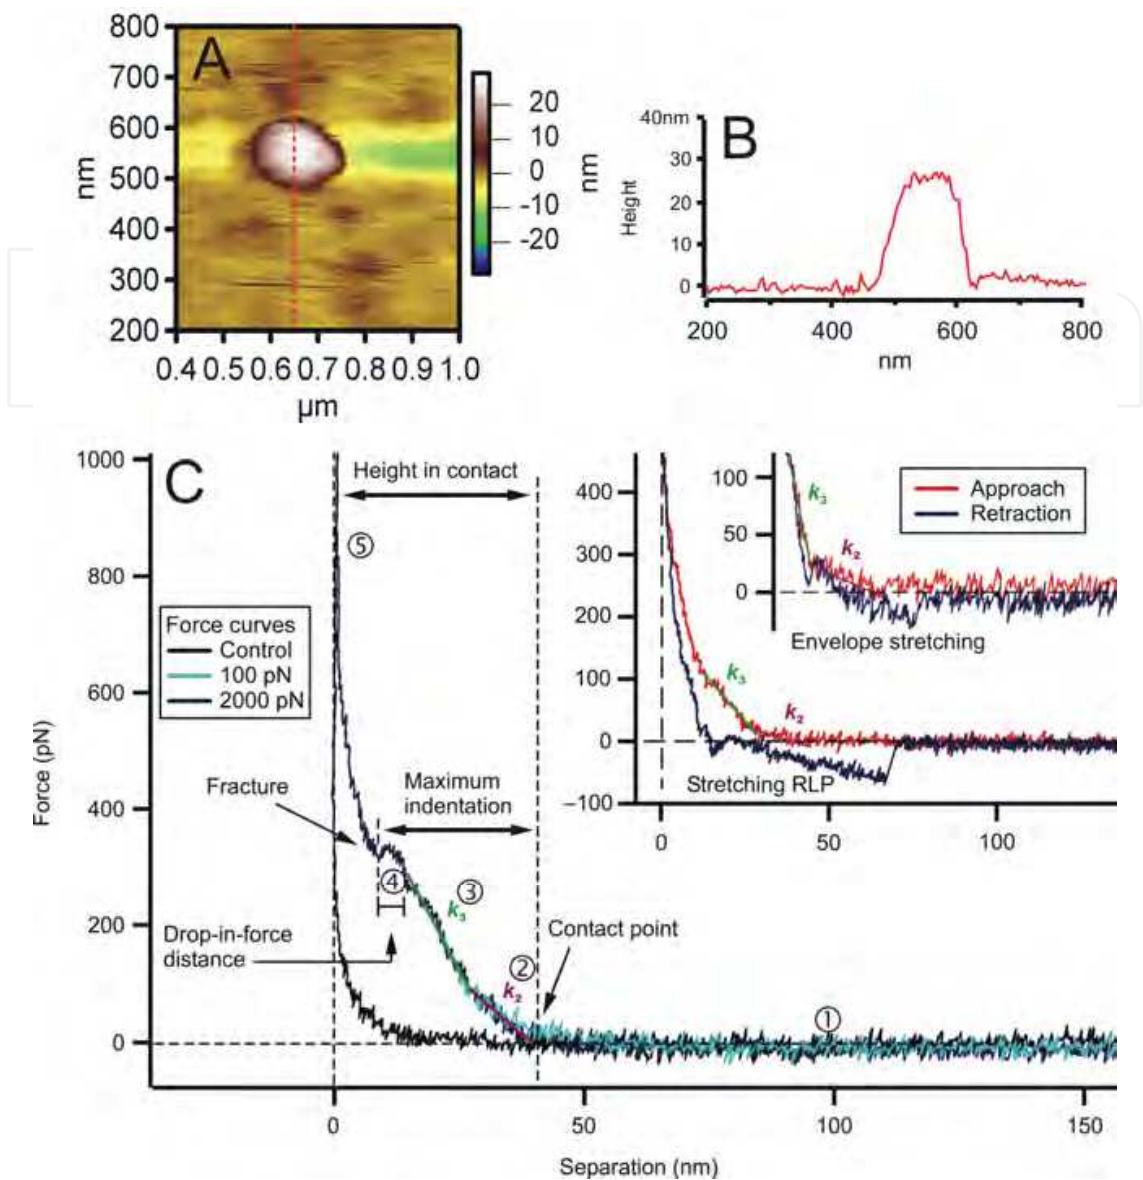 A
800
700
600
500
400
300
200
nm
0.4 0.5 0.6 0.7 0.8 0.9 1.0
µm
20
10
0
-10
-20
nm
B
40nm
30
20
10
0
Height
200
400
600
800
nm
C
1000
800
600
400
200
0
Force (pN)
0
50
100
150
Separation (nm)
Height in contact
⑤
Force curves
Control
100 pN
2000 pN
Fracture
Maximum
indentation
④
③
k3
Drop-in-force
distance
②
k2
Contact point
①
400
300
200
100
0
−100
0
50
100
k3
k2
Stretching RLP
100
50
0
k3
k2
Approach
Retraction
Envelope stretching